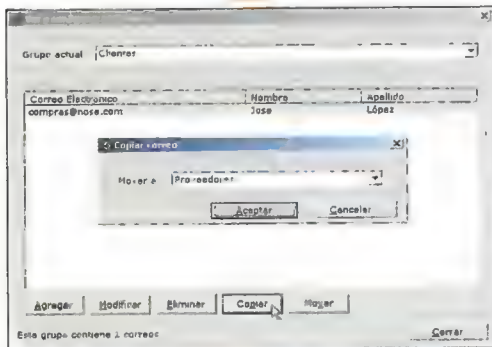 Grupo actual Clientes
Correo Electronico Nombre Apellido
compras@nose.com Jose López
Copiar correo
Mover a Proveedores
Aceptar Cancelar
Agregar Modificar Eliminar Copiar Mover
Este grupo contiene 1 correos
Cerrar